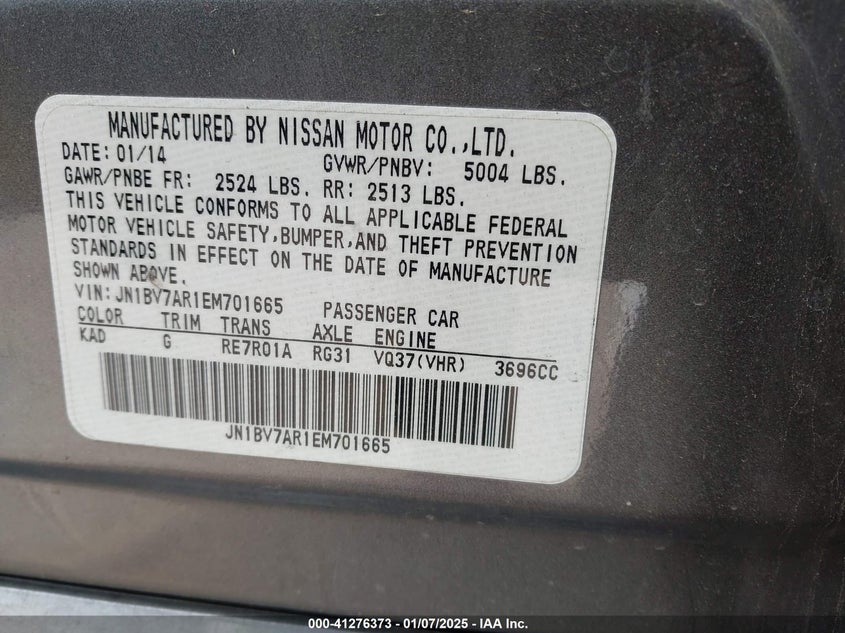 MANUFACTURED BY NISSAN MOTOR CO.,LTD.
DATE: 01/14 GVWR/PNBV: 5004 LBS.
GAWR/PNBE FR: 2524 LBS. RR: 2513 LBS.
THIS VEHICLE CONFORMS TO ALL APPLICABLE FEDERAL
MOTOR VEHICLE SAFETY,BUMPER,AND THEFT PREVENTION
STANDARDS IN EFFECT ON THE DATE OF MANUFACTURE
SHOWN ABOVE.
VIN:JN1BV7AR1EM701665 PASSENGER CAR
COLOR TRIM TRANS AXLE ENGINE
KAD G RE7R01A RG31 VQ37(VHR) 3696CC
JN1BV7AR1EM701665
000-41276373 — 01/07/2025 — IAA Inc.